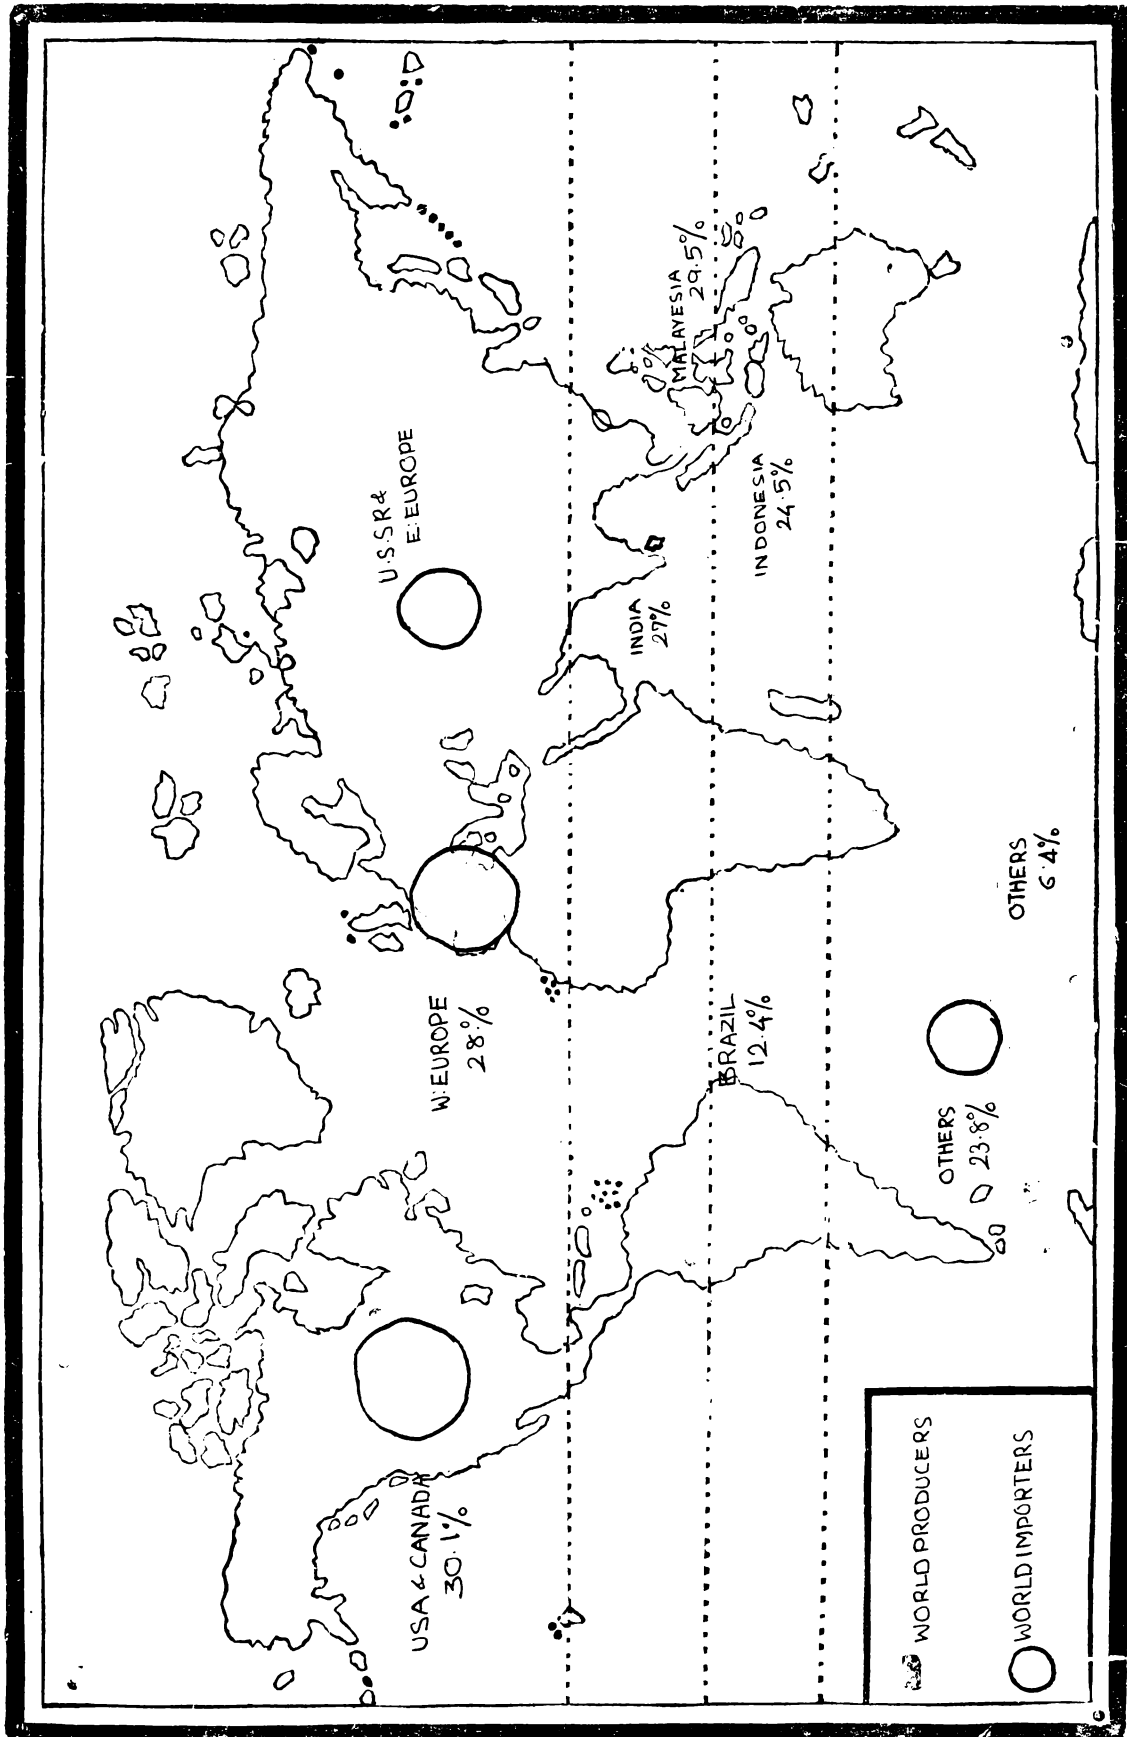 U.S.SR &
E:EUROPE
W:EUROPE
28%
USA & CANADA
30.1%
MALAYESIA
29.5%
INDIA
27%
INDONESIA
24.5%
BRAZIL
12.4%
OTHERS
6.4%
OTHERS
23.8%
WORLD PRODUCERS
WORLD IMPORTERS